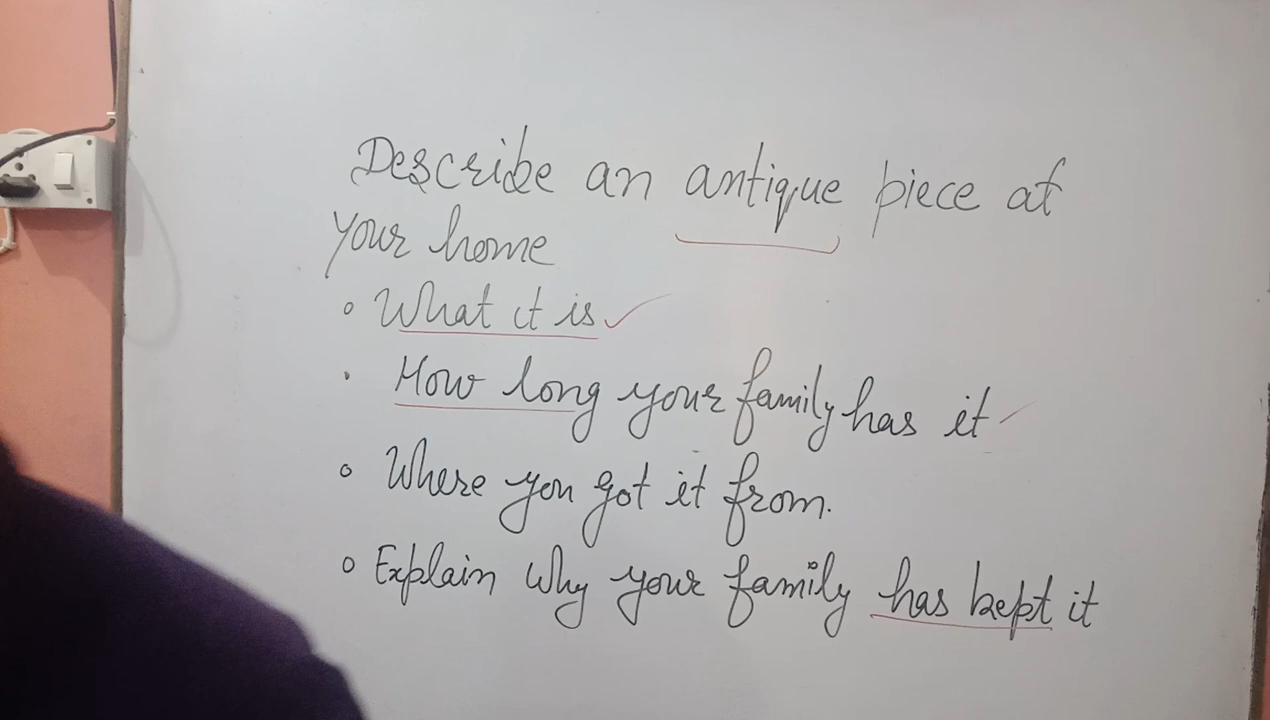 Describe an antique piece at
your home
• What it is
• How long your family has it
• Where you got it from.
• Explain why your family has kept it